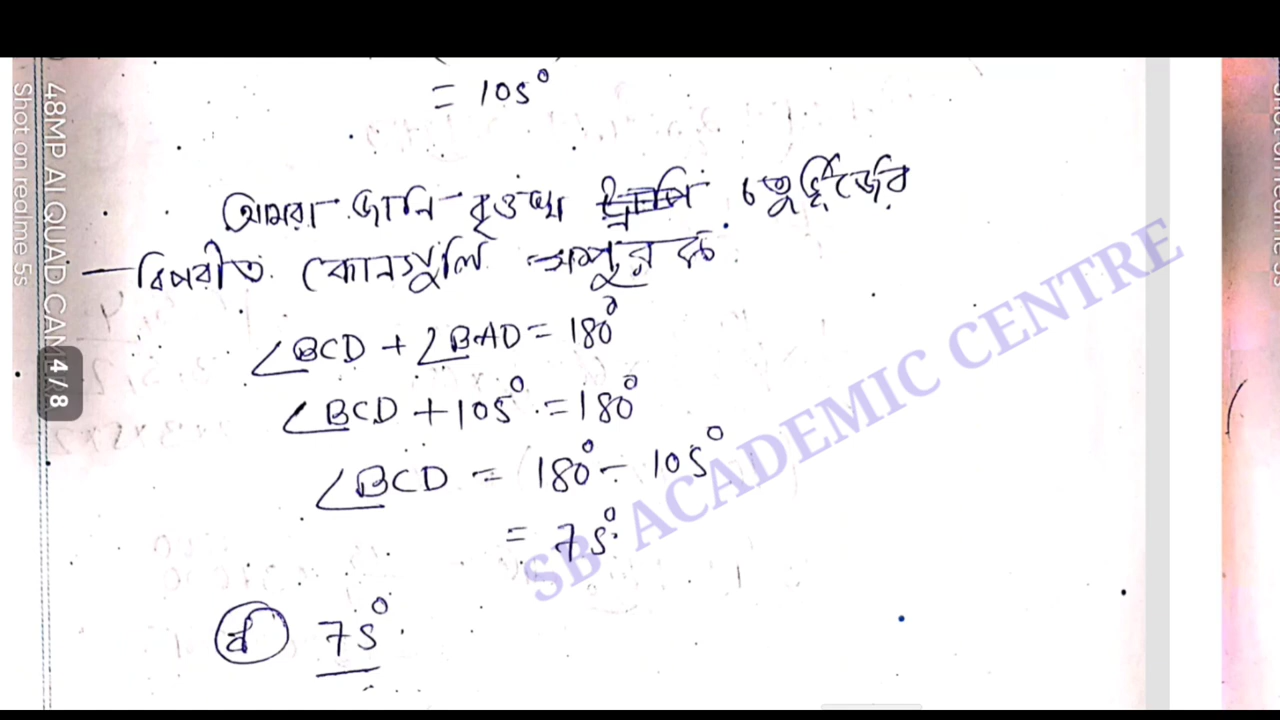 = 105°
আমরা জানি বৃত্তস্থ চতুর্ভূজের
বিপরীত কোনগুলি সম্পূরক
∠BCD + ∠BAD = 180°
∠BCD + 105° = 180°
∠BCD = 180° - 105°
= 75°
75°
SB ACADEMIC CENTRE
48MP AI QUAD CAM
Shot on realme 5s
4 / 8